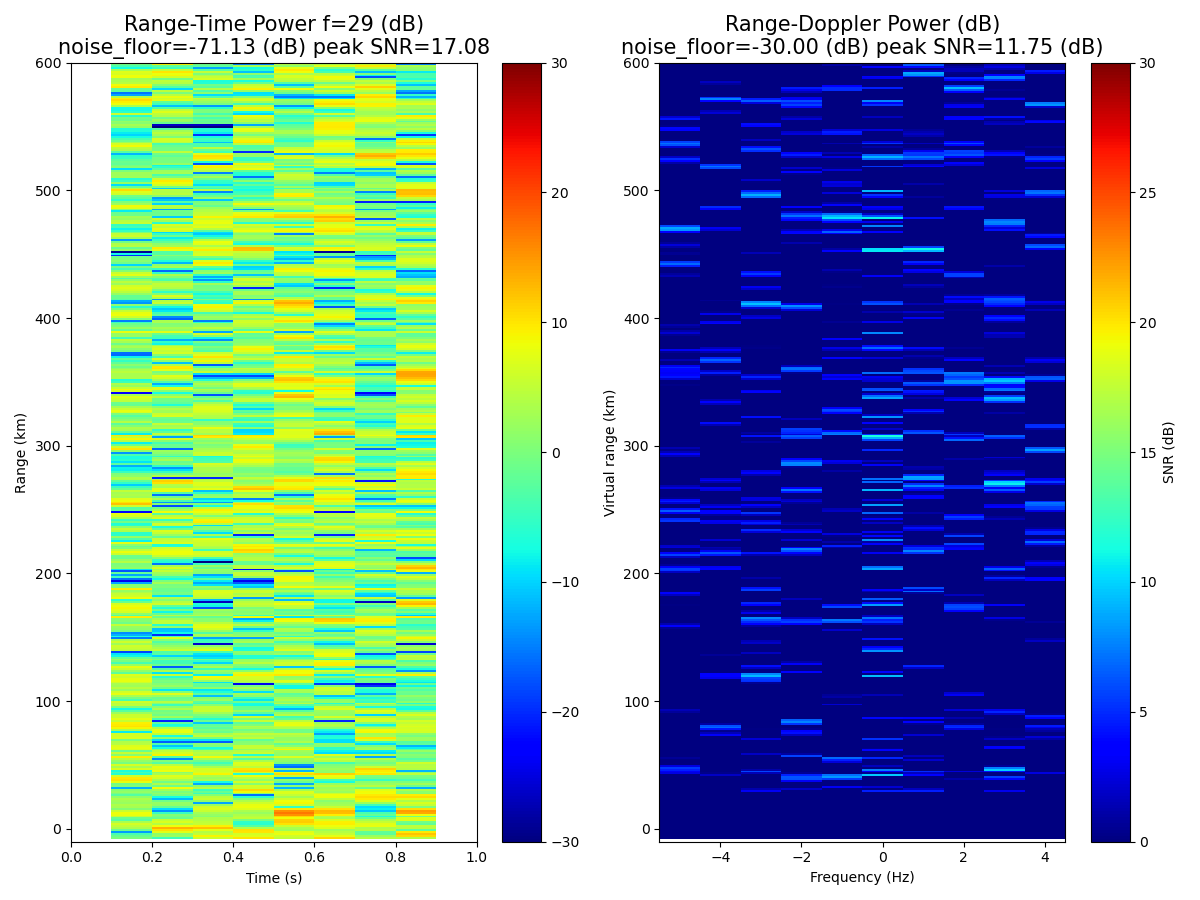 Range-Time Power f=29 (dB)
noise_floor=-71.13 (dB) peak SNR=17.08
Range (km)
600
500
400
300
200
100
0
0.0 0.2 0.4 0.6 0.8 1.0
Time (s)
30
20
10
0
−10
−20
−30
Range-Doppler Power (dB)
noise_floor=-30.00 (dB) peak SNR=11.75 (dB)
Virtual range (km)
600
500
400
300
200
100
0
−4 −2 0 2 4
Frequency (Hz)
30
25
20
15
10
5
0
SNR (dB)